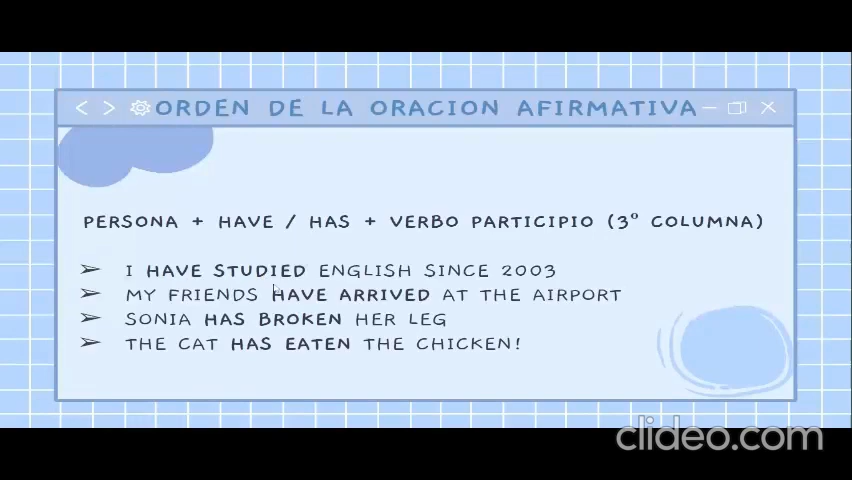 ORDEN DE LA ORACION AFIRMATIVA
PERSONA + HAVE / HAS + VERBO PARTICIPIO (3º COLUMNA)
➢ I HAVE STUDIED ENGLISH SINCE 2003
➢ MY FRIENDS HAVE ARRIVED AT THE AIRPORT
➢ SONIA HAS BROKEN HER LEG
➢ THE CAT HAS EATEN THE CHICKEN!
clideo.com